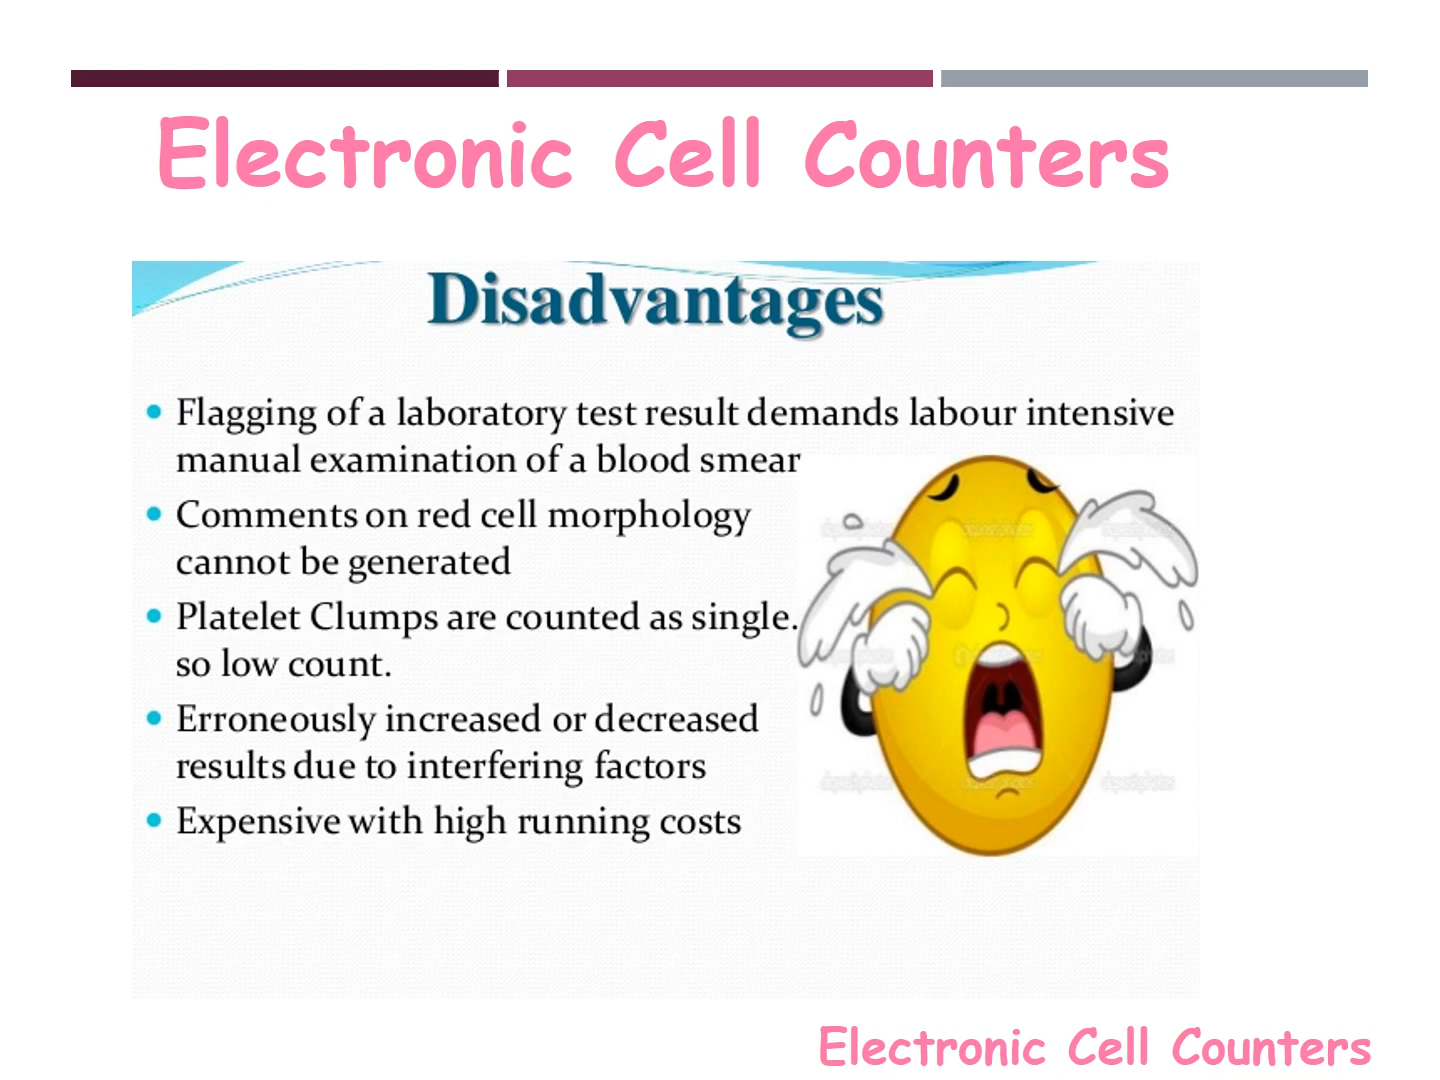 Electronic Cell Counters
Disadvantages
• Flagging of a laboratory test result demands labour intensive
manual examination of a blood smear
• Comments on red cell morphology
cannot be generated
• Platelet Clumps are counted as single.
so low count.
• Erroneously increased or decreased
results due to interfering factors
• Expensive with high running costs
Electronic Cell Counters